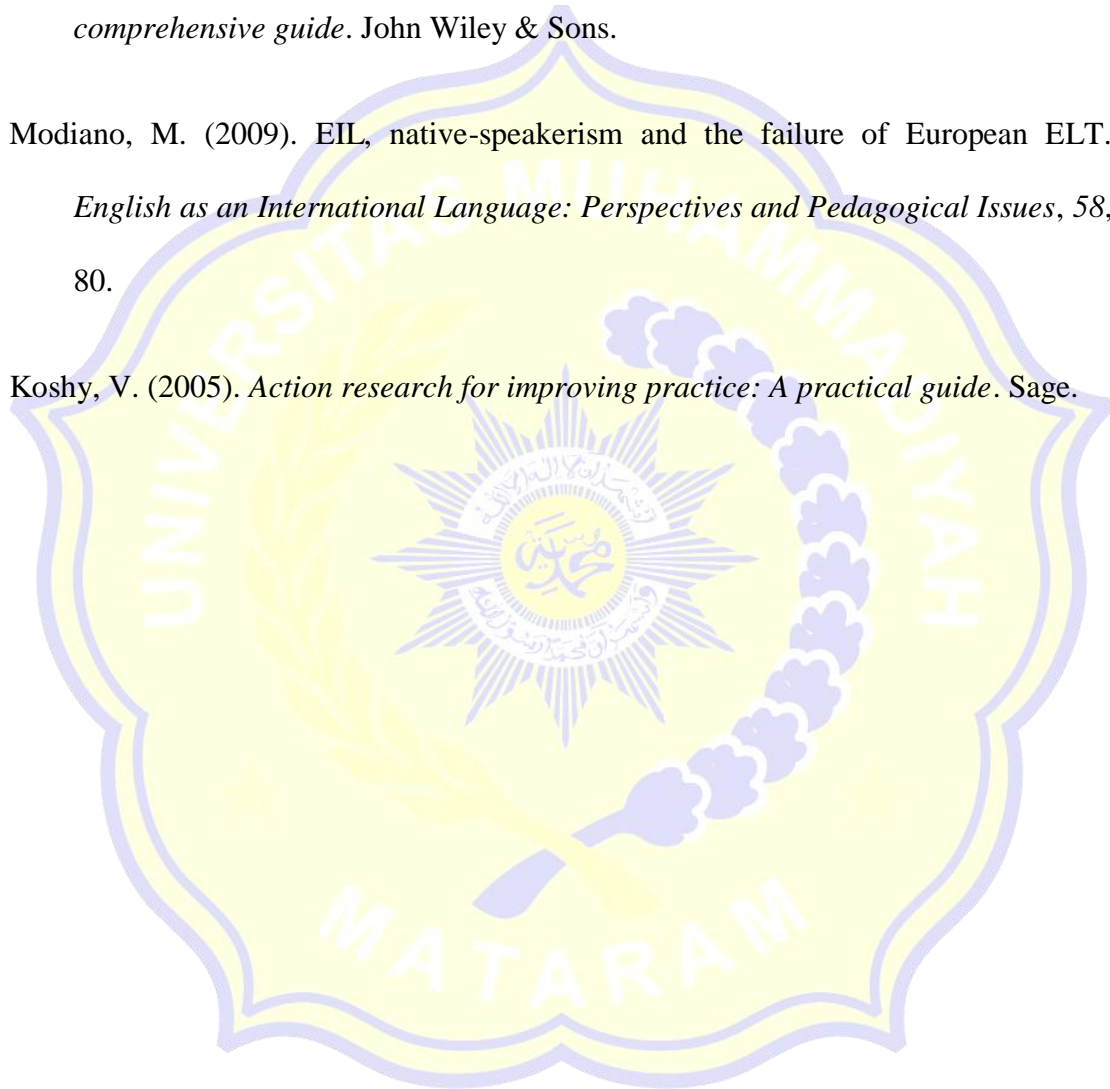 comprehensive guide. John Wiley & Sons.
Modiano, M. (2009). EIL, native-speakerism and the failure of European ELT.
English as an International Language: Perspectives and Pedagogical Issues, 58,
80.
Koshy, V. (2005). Action research for improving practice: A practical guide. Sage.
UNIVERSITAS MUHAMMADIYAH
MATARAM